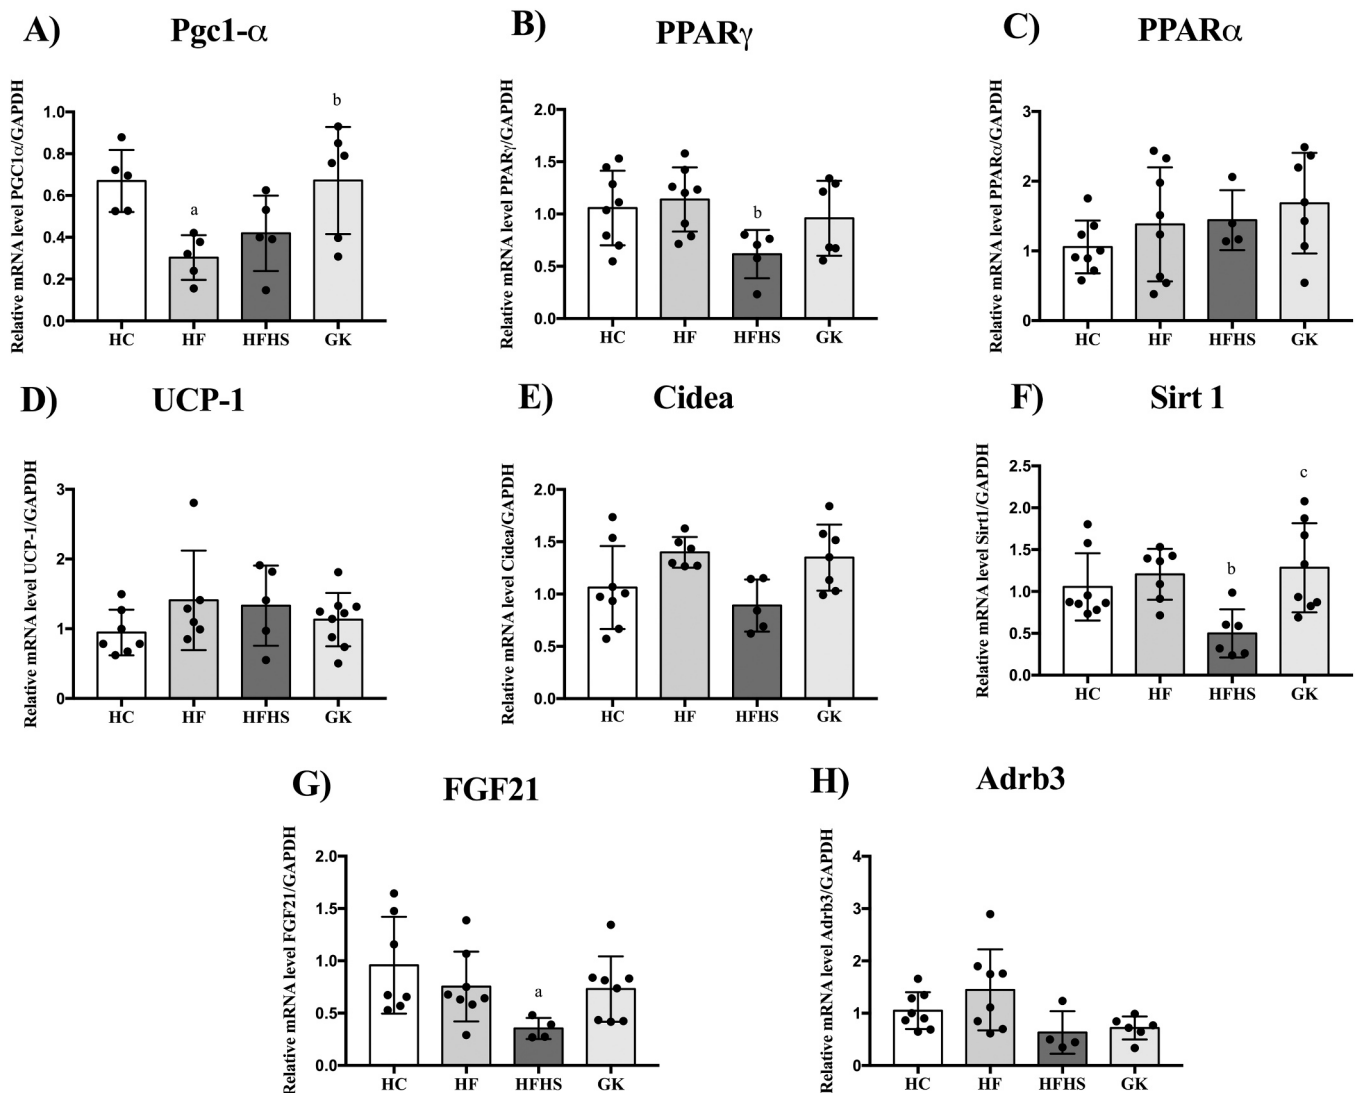 A) Pgc1-α
Relative mRNA level PGC1α/GAPDH
1.0
0.8
0.6
0.4
0.2
0.0
a
b
HC HF HFHS GK
B) PPARγ
Relative mRNA level PPARγ/GAPDH
2.0
1.5
1.0
0.5
0.0
b
HC HF HFHS GK
C) PPARα
Relative mRNA level PPARα/GAPDH
3
2
1
0
HC HF HFHS GK
D) UCP-1
Relative mRNA level UCP-1/GAPDH
3
2
1
0
HC HF HFHS GK
E) Cidea
Relative mRNA level Cidea/GAPDH
2.0
1.5
1.0
0.5
0.0
HC HF HFHS GK
F) Sirt 1
Relative mRNA level Sirt1/GAPDH
2.5
2.0
1.5
1.0
0.5
0.0
b
c
HC HF HFHS GK
G) FGF21
Relative mRNA level FGF21/GAPDH
2.0
1.5
1.0
0.5
0.0
a
HC HF HFHS GK
H) Adrb3
Relative mRNA level Adrb3/GAPDH
4
3
2
1
0
HC HF HFHS GK